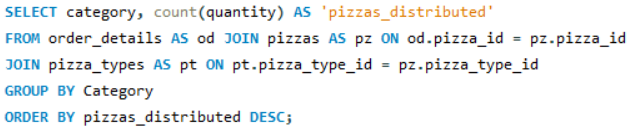 SELECT category, count(quantity) AS 'pizzas_distributed'
FROM order_details AS od JOIN pizzas AS pz ON od.pizza_id = pz.pizza_id
JOIN pizza_types AS pt ON pt.pizza_type_id = pz.pizza_type_id
GROUP BY Category
ORDER BY pizzas_distributed DESC;